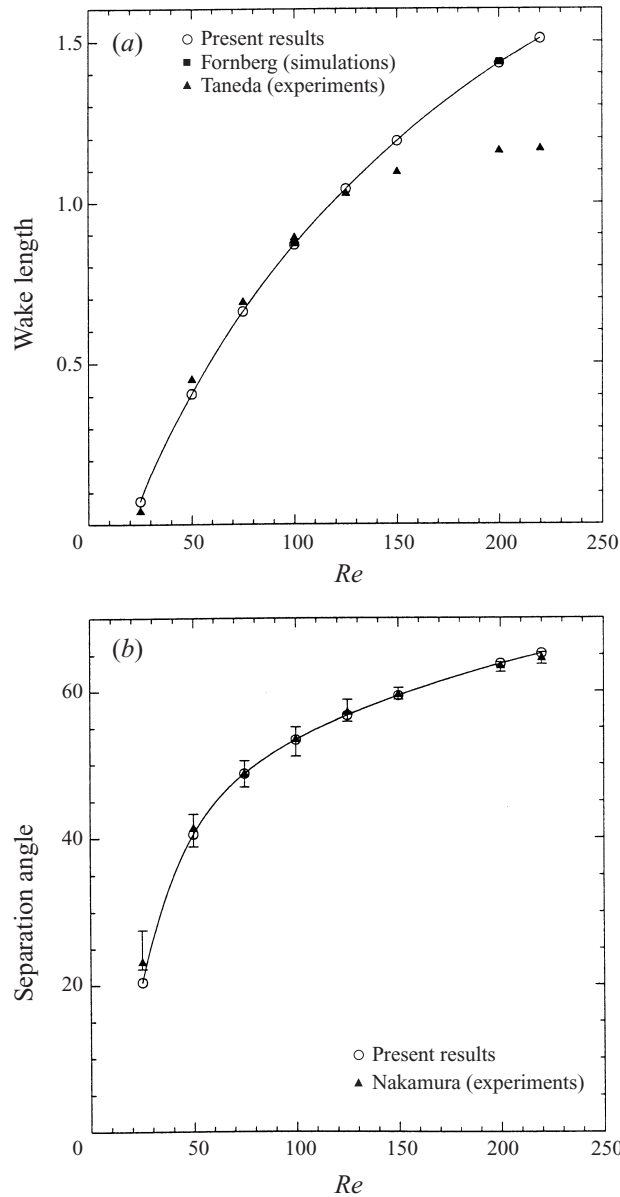 (a)
Present results
Fornberg (simulations)
Taneda (experiments)
1.5
1.0
0.5
Wake length
0
50
100
150
200
250
Re
(b)
60
40
20
Separation angle
Present results
Nakamura (experiments)
0
50
100
150
200
250
Re